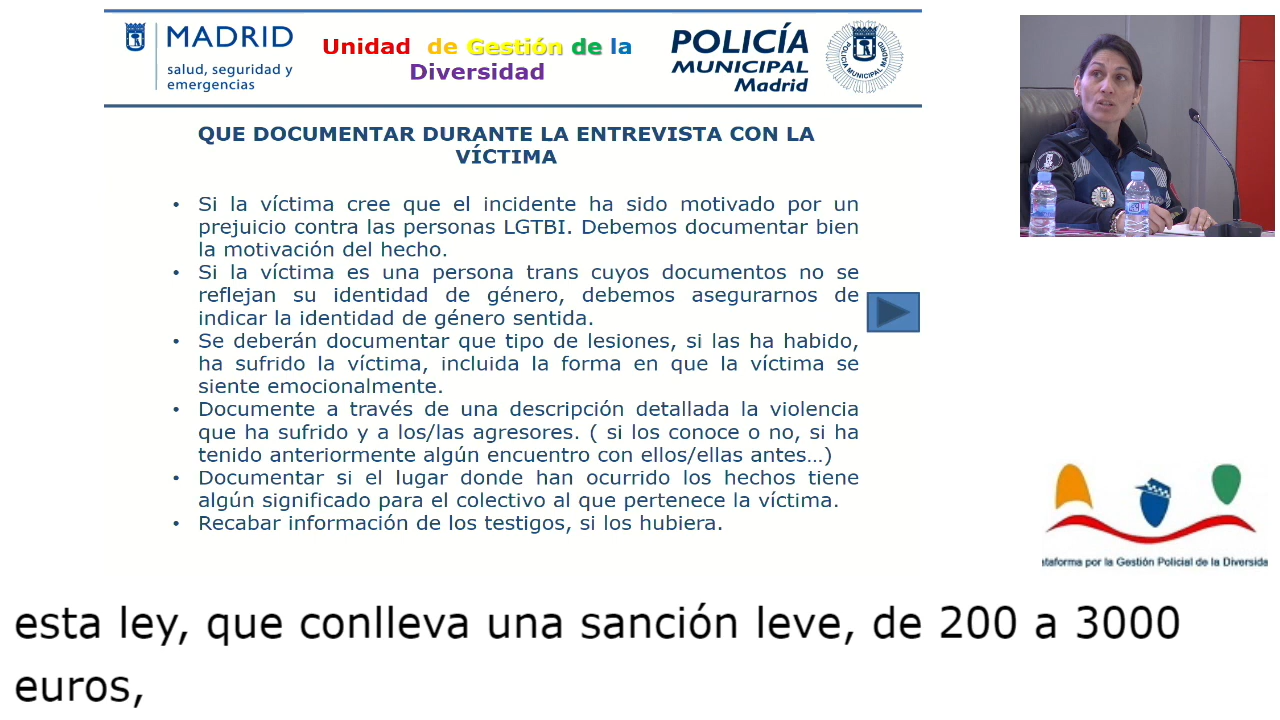 MADRID
salud, seguridad y
emergencias
Unidad de Gestión de la
Diversidad
POLICÍA
MUNICIPAL
Madrid
POLICÍA MUNICIPAL MADRID
QUE DOCUMENTAR DURANTE LA ENTREVISTA CON LA
VÍCTIMA
• Si la víctima cree que el incidente ha sido motivado por un
prejuicio contra las personas LGTBI. Debemos documentar bien
la motivación del hecho.
• Si la víctima es una persona trans cuyos documentos no se
reflejan su identidad de género, debemos asegurarnos de
indicar la identidad de género sentida.
• Se deberán documentar que tipo de lesiones, si las ha habido,
ha sufrido la víctima, incluida la forma en que la víctima se
siente emocionalmente.
• Documente a través de una descripción detallada la violencia
que ha sufrido y a los/las agresores. ( si los conoce o no, si ha
tenido anteriormente algún encuentro con ellos/ellas antes…)
• Documentar si el lugar donde han ocurrido los hechos tiene
algún significado para el colectivo al que pertenece la víctima.
• Recabar información de los testigos, si los hubiera.
ataforma por la Gestión Policial de la Diversida
esta ley, que conlleva una sanción leve, de 200 a 3000
euros,